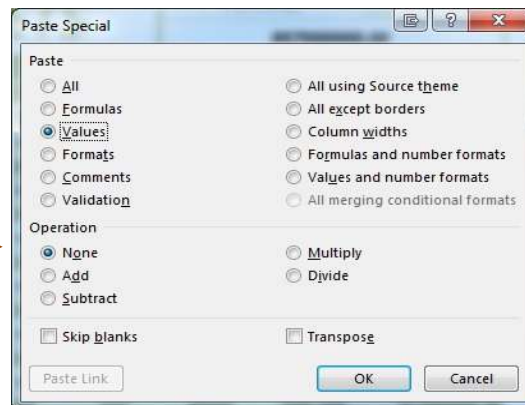 Paste Special
Paste
All
All using Source theme
Formulas
All except borders
Values
Column widths
Formats
Formulas and number formats
Comments
Values and number formats
Validation
All merging conditional formats
Operation
None
Multiply
Add
Divide
Subtract
Skip blanks
Transpose
Paste Link
OK
Cancel